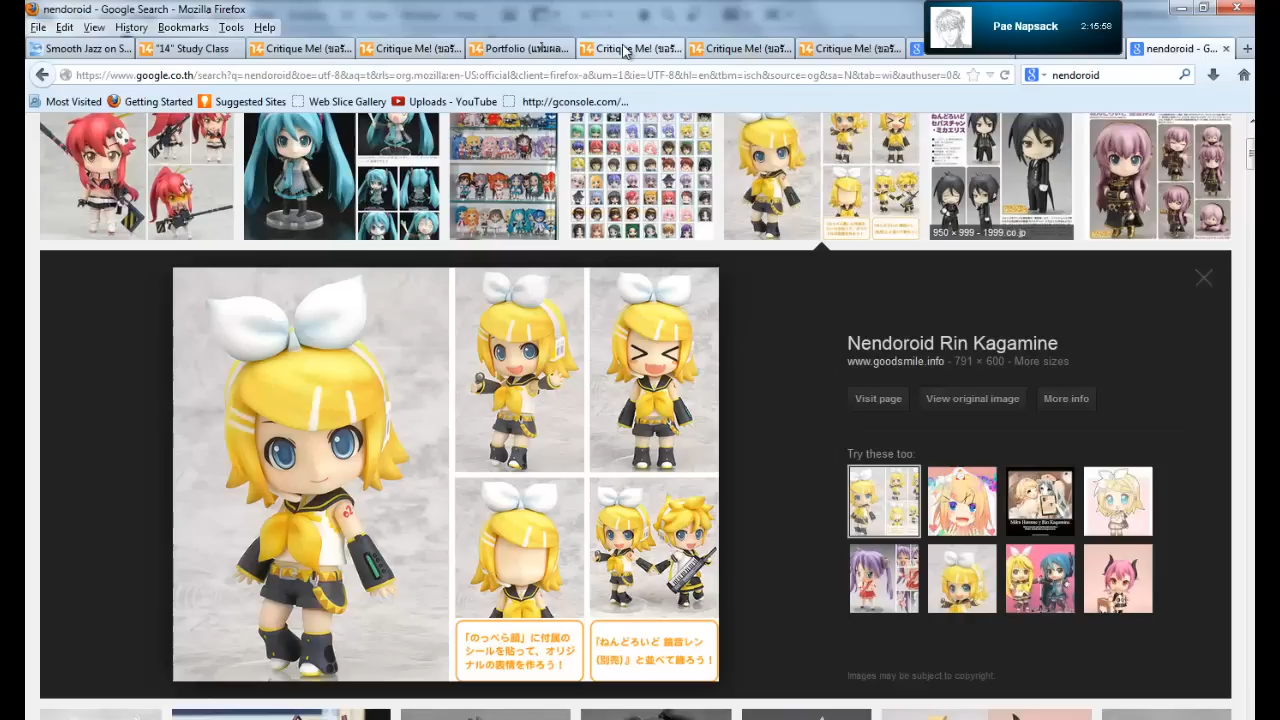 nendoroid - Google Search - Mozilla Firefox
Pae Napsack
2:15:58
File Edit View History Bookmarks Tools Help
Smooth Jazz on S...
"14" Study Class
Critique Me! (ขอร้...
Critique Me! (ขอร้...
Portfolio (แฟ้มผล...
Critique Me! (ขอร้...
Critique Me! (ขอร้...
Critique Me! (ขอร้...
nendoroid - G...
https://www.google.co.th/search?q=nendoroid&oe=utf-8&aq=t&rls=org.mozilla:en-US:official&client=firefox-a&um=1&ie=UTF-8&hl=en&tbm=isch&source=og&sa=N&tab=wi&authuser=0&
nendoroid
Most Visited
Getting Started
Suggested Sites
Web Slice Gallery
Uploads - YouTube
http://gconsole.com/...
950 × 999 - 1999.co.jp
Nendoroid Rin Kagamine
www.goodsmile.info - 791 × 600 - More sizes
Visit page
View original image
More info
Try these too:
「のっぺら顔」に付属の
シールを貼って、オリジ
ナルの表情を作ろう！
『ねんどろいど 鏡音レン
(別売)』と並べて飾ろう！
Images may be subject to copyright.